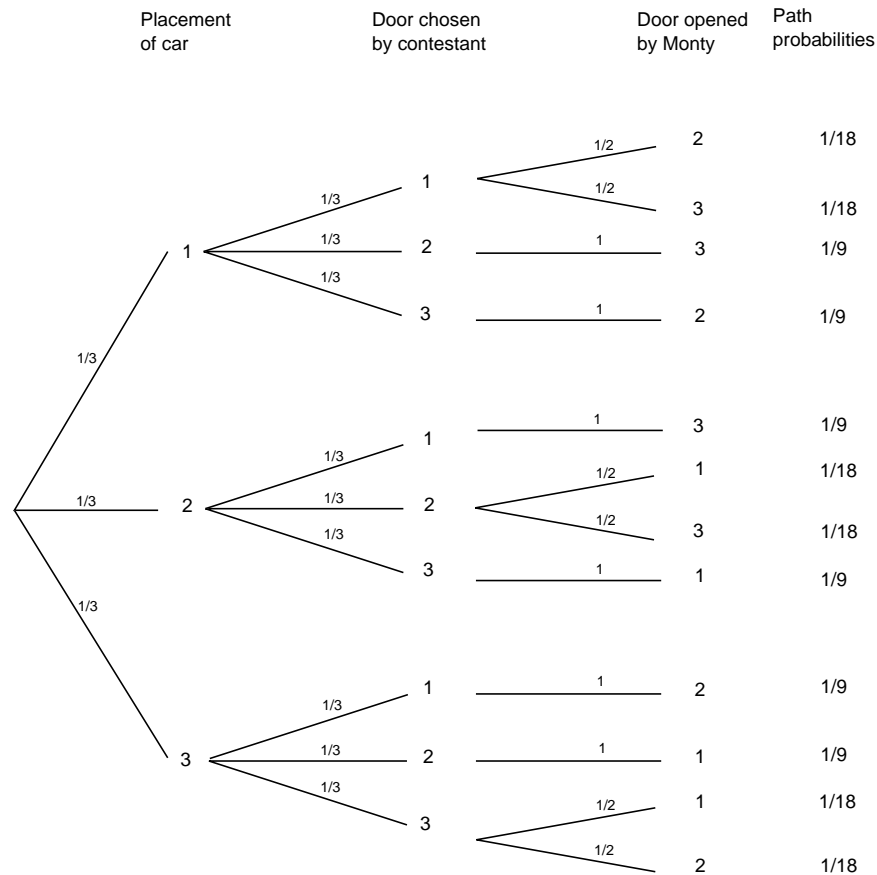 Placement of car
Door chosen by contestant
Door opened by Monty
Path probabilities
1/2 2 1/18
1 1/2 3 1/18
1/3
1 1/3 2 1 3 1/9
1/3
3 1 2 1/9
1/3
1 1 3 1/9
1/3 1/2 1 1/18
1/3 2 1/3 2
1/3 1/2 3 1/18
3 1 1 1/9
1/3
1 1 2 1/9
1/3
3 1/3 2 1 1 1/9
1/3
3 1/2 1 1/18
1/2 2 1/18